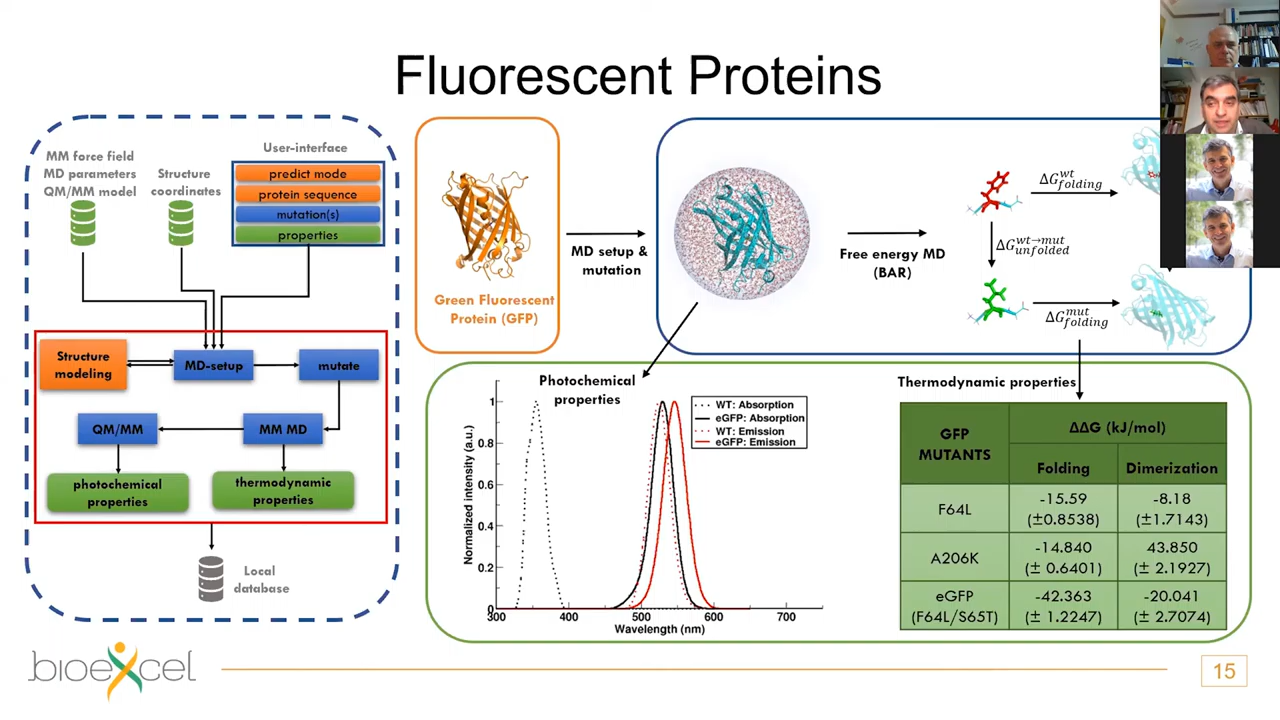 Fluorescent Proteins
MM force field
MD parameters
QM/MM model
Structure
coordinates
User-interface
predict mode
protein sequence
mutation(s)
properties
Structure
modeling
MD-setup
mutate
QM/MM
MM MD
photochemical
properties
thermodynamic
properties
Local
database
Green Fluorescent
Protein (GFP)
MD setup &
mutation
Free energy MD
(BAR)
ΔG^wt_folding
ΔG^wt→mut_unfolded
ΔG^mut_folding
Photochemical
properties
Normalized intensity (a.u.)
1
0.8
0.6
0.4
0.2
0
300 400 500 600 700
Wavelength (nm)
WT: Absorption
eGFP: Absorption
WT: Emission
eGFP: Emission
Thermodynamic properties
GFP
MUTANTS
ΔΔG (kJ/mol)
Folding
Dimerization
F64L
-15.59
(±0.8538)
-8.18
(±1.7143)
A206K
-14.840
(± 0.6401)
43.850
(± 2.1927)
eGFP
(F64L/S65T)
-42.363
(± 1.2247)
-20.041
(± 2.7074)
bioexcel
15